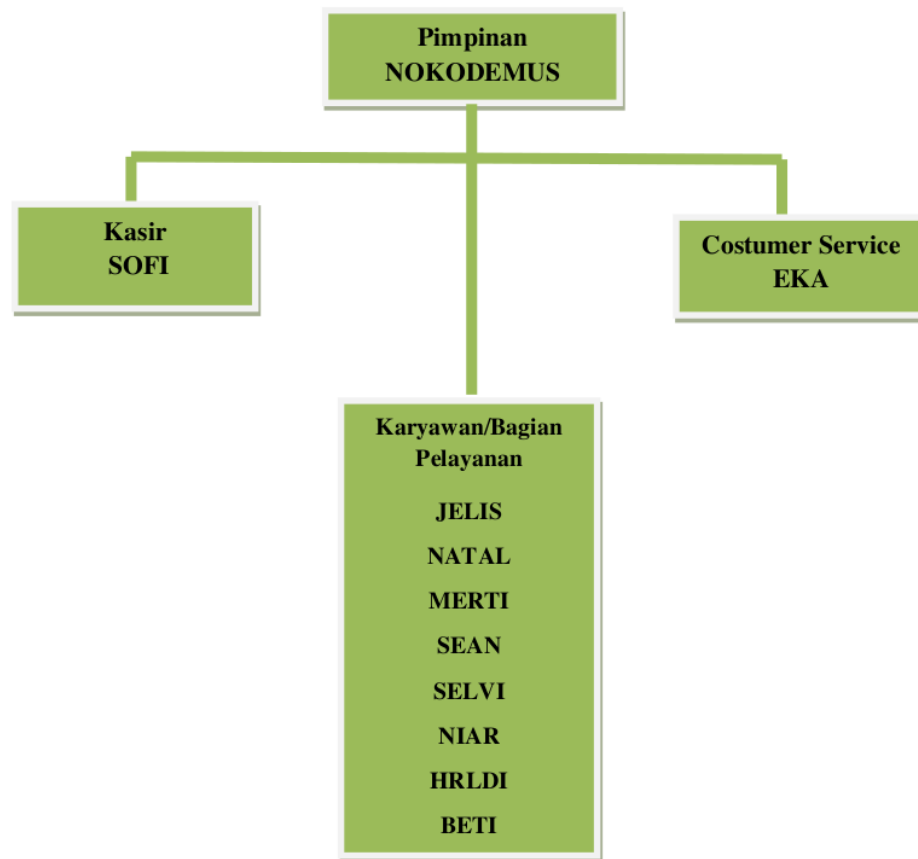 Pimpinan
NOKODEMUS
Kasir
SOFI
Costumer Service
EKA
Karyawan/Bagian
Pelayanan
JELIS
NATAL
MERTI
SEAN
SELVI
NIAR
HRLDI
BETI